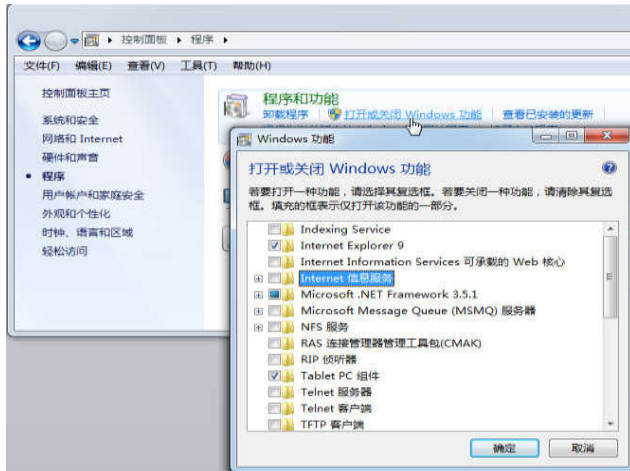 控制面板 程序
文件(F) 编辑(E) 查看(V) 工具(T) 帮助(H)
控制面板主页
系统和安全
网络和 Internet
硬件和声音
程序
用户帐户和家庭安全
外观和个性化
时钟、语言和区域
轻松访问
程序和功能
卸载程序 打开或关闭 Windows 功能 查看已安装的更新
Windows 功能
打开或关闭 Windows 功能
若要打开一种功能，请选择其复选框。若要关闭一种功能，请清除其复选
框。填充的框表示仅打开该功能的一部分。
Indexing Service
Internet Explorer 9
Internet Information Services 可承载的 Web 核心
Internet 信息服务
Microsoft .NET Framework 3.5.1
Microsoft Message Queue (MSMQ) 服务器
NFS 服务
RAS 连接管理器管理工具包(CMAK)
RIP 侦听器
Tablet PC 组件
Telnet 服务器
Telnet 客户端
TFTP 客户端
确定 取消